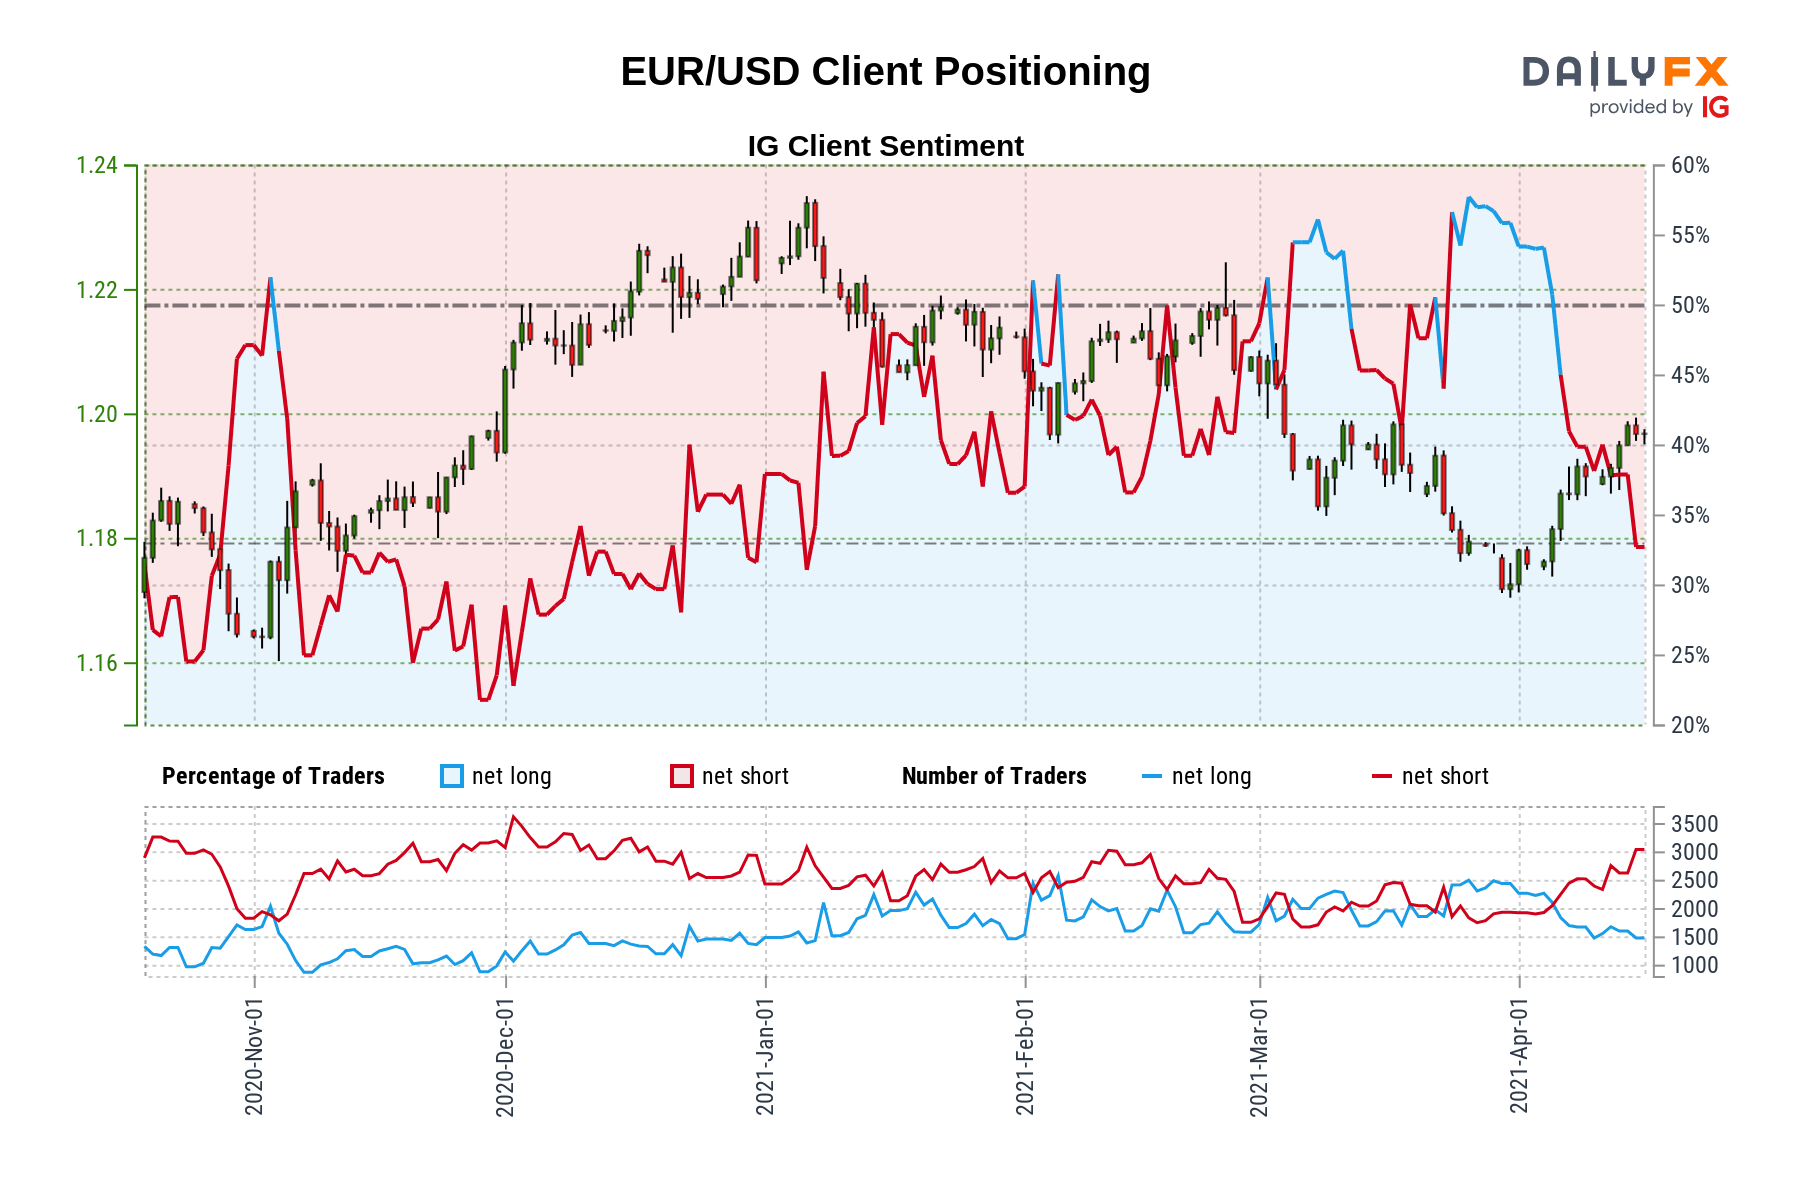 EUR/USD Client Positioning
DAILYFX
provided by IG
IG Client Sentiment
1.24
1.22
1.20
1.18
1.16
60%
55%
50%
45%
40%
35%
30%
25%
20%
Percentage of Traders net long net short Number of Traders net long net short
3500
3000
2500
2000
1500
1000
2020-Nov-01
2020-Dec-01
2021-Jan-01
2021-Feb-01
2021-Mar-01
2021-Apr-01